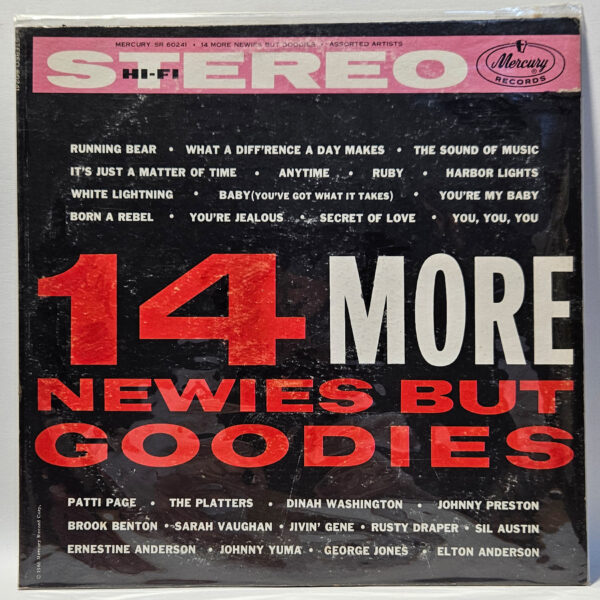 MERCURY SR 60241 • 14 MORE NEWIES BUT GOODIES • ASSORTED ARTISTS
STEREO
HI-FI
Mercury
RECORDS
RUNNING BEAR • WHAT A DIFF'RENCE A DAY MAKES • THE SOUND OF MUSIC
IT'S JUST A MATTER OF TIME • ANYTIME • RUBY • HARBOR LIGHTS
WHITE LIGHTNING • BABY (YOU'VE GOT WHAT IT TAKES) • YOU'RE MY BABY
BORN A REBEL • YOU'RE JEALOUS • SECRET OF LOVE • YOU, YOU, YOU
14 MORE
NEWIES BUT
GOODIES
PATTI PAGE • THE PLATTERS • DINAH WASHINGTON • JOHNNY PRESTON
BROOK BENTON • SARAH VAUGHAN • JIVIN' GENE • RUSTY DRAPER • SIL AUSTIN
ERNESTINE ANDERSON • JOHNNY YUMA • GEORGE JONES • ELTON ANDERSON
Mercury Record Corp.